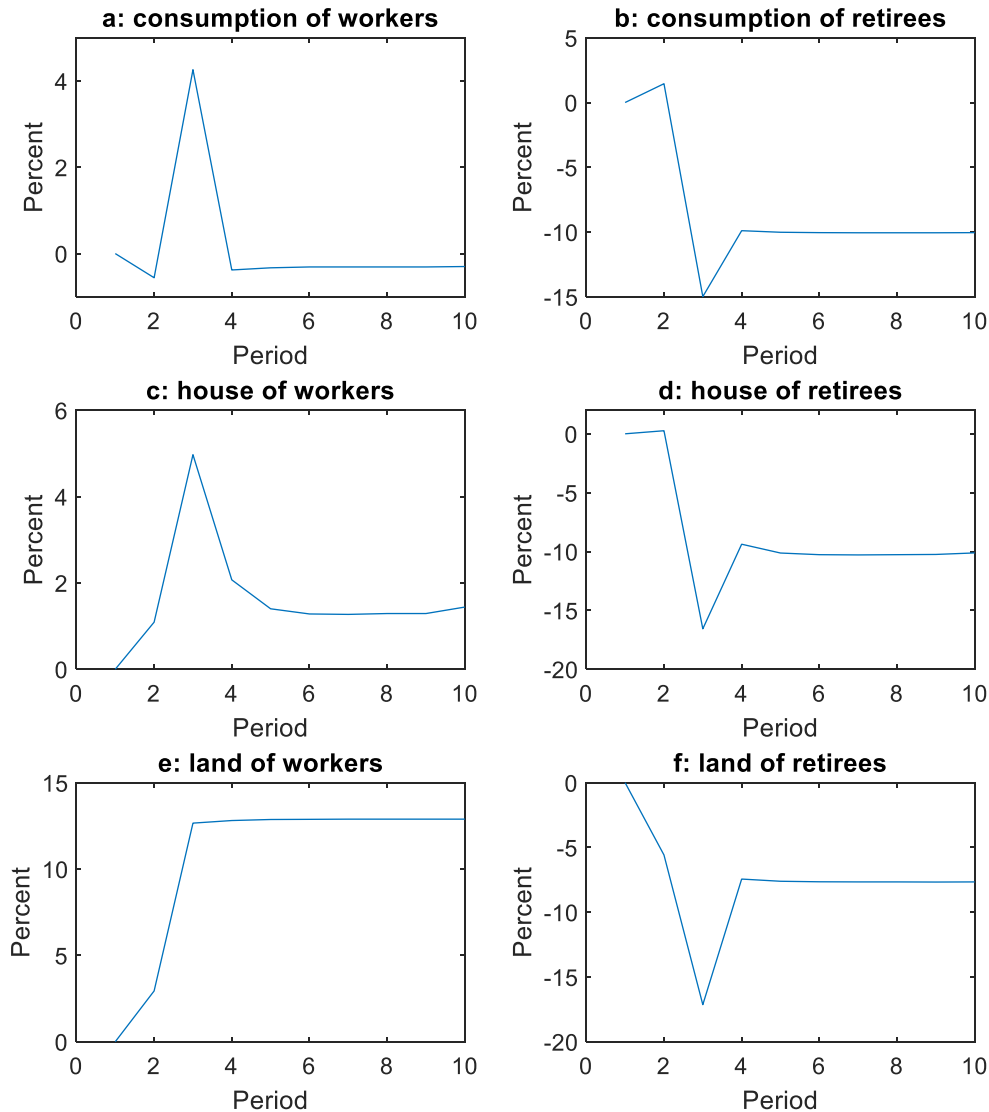 a: consumption of workers
Percent
4
2
0
0 2 4 6 8 10
Period
b: consumption of retirees
Percent
5
0
-5
-10
-15
0 2 4 6 8 10
Period
c: house of workers
Percent
6
4
2
0
0 2 4 6 8 10
Period
d: house of retirees
Percent
0
-5
-10
-15
-20
0 2 4 6 8 10
Period
e: land of workers
Percent
15
10
5
0
0 2 4 6 8 10
Period
f: land of retirees
Percent
0
-5
-10
-15
-20
0 2 4 6 8 10
Period